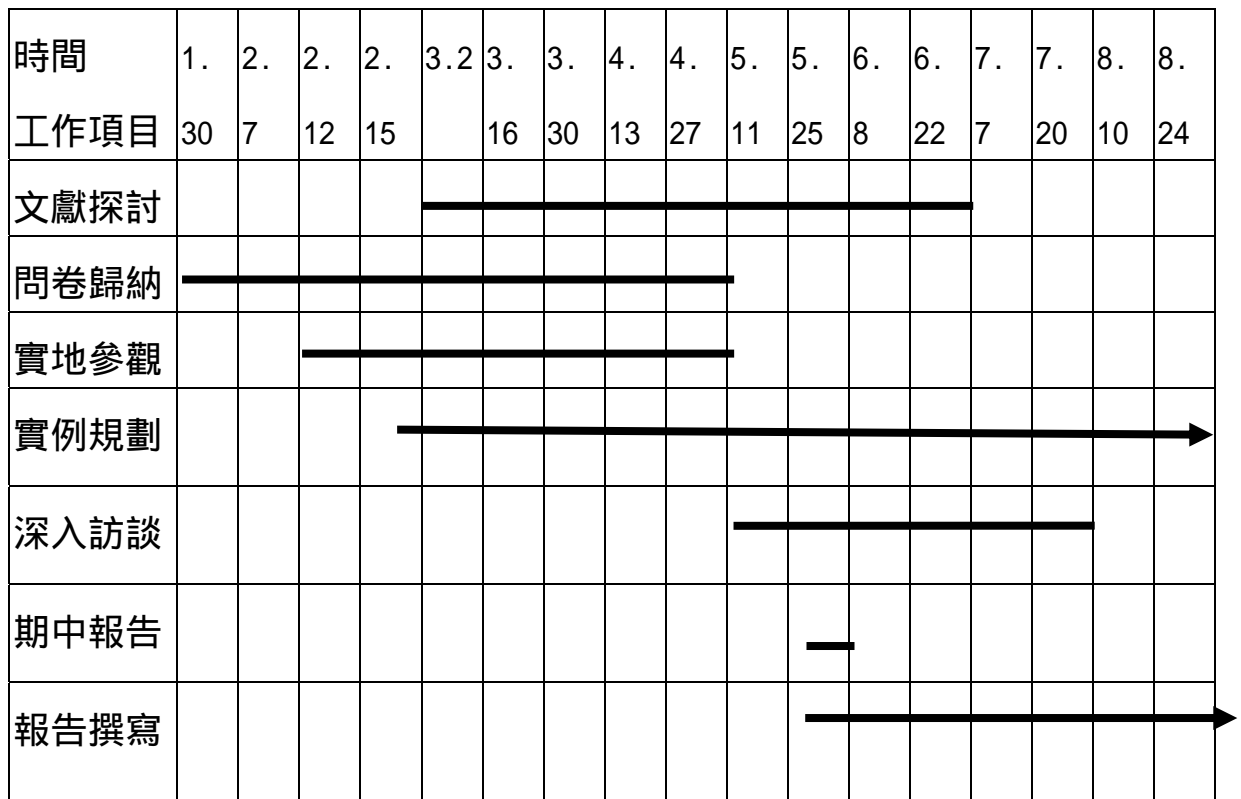 時間 1. 2. 2. 2. 3.2 3. 3. 4. 4. 5. 5. 6. 6. 7. 7. 8. 8.
工作項目 30 7 12 15 16 30 13 27 11 25 8 22 7 20 10 24
文獻探討
問卷歸納
實地參觀
實例規劃
深入訪談
期中報告
報告撰寫